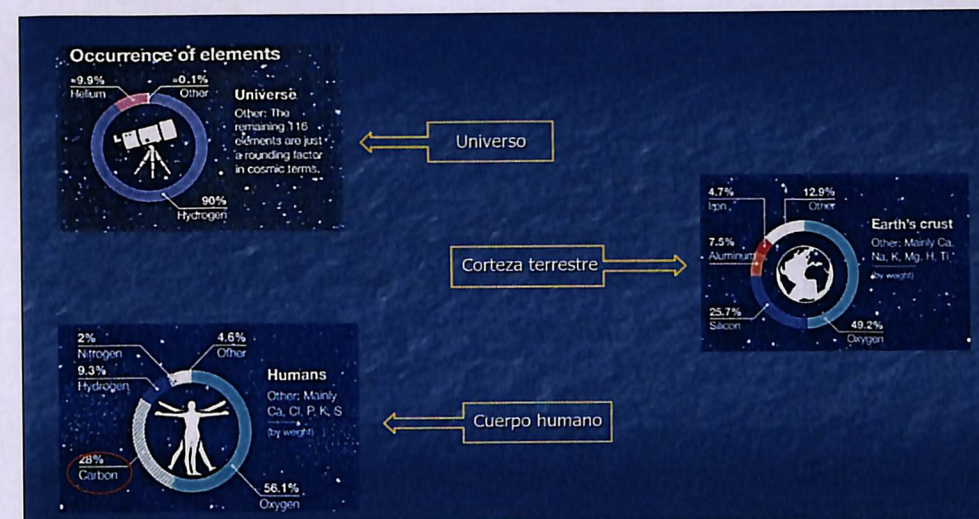 Occurrence of elements
≈9.9%
Helium
≈0.1%
Other
Universe
Other: The
remaining 116
elements are just
a rounding factor
in cosmic terms.
90%
Hydrogen
Universo
4.7%
Iron
12.9%
Other
7.5%
Aluminum
Earth's crust
Other: Mainly Ca,
Na, K, Mg, H, Ti
(by weight)
25.7%
Silicon
49.2%
Oxygen
Corteza terrestre
2%
Nitrogen
4.6%
Other
9.3%
Hydrogen
Humans
Other: Mainly
Ca, Cl, P, K, S
(by weight)
28%
Carbon
56.1%
Oxygen
Cuerpo humano